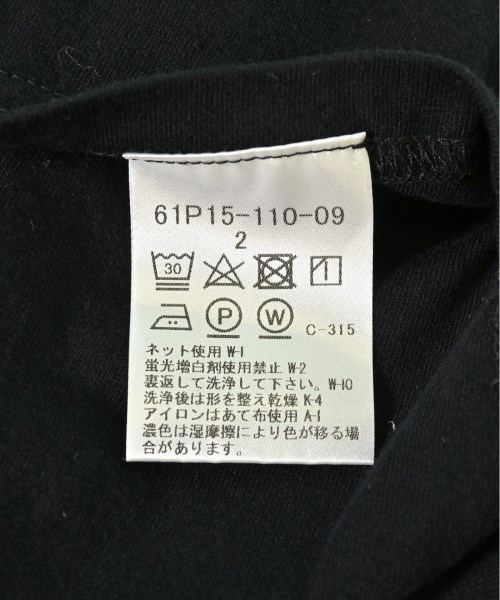 61P15-110-09
2
30
P W C-315
ネット使用 W-1
蛍光増白剤使用禁止 W-2
裏返して洗浄して下さい。W-10
洗浄後は形を整え乾燥 K-4
アイロンはあて布使用 A-1
濃色は湿摩擦により色が移る場
合があります。